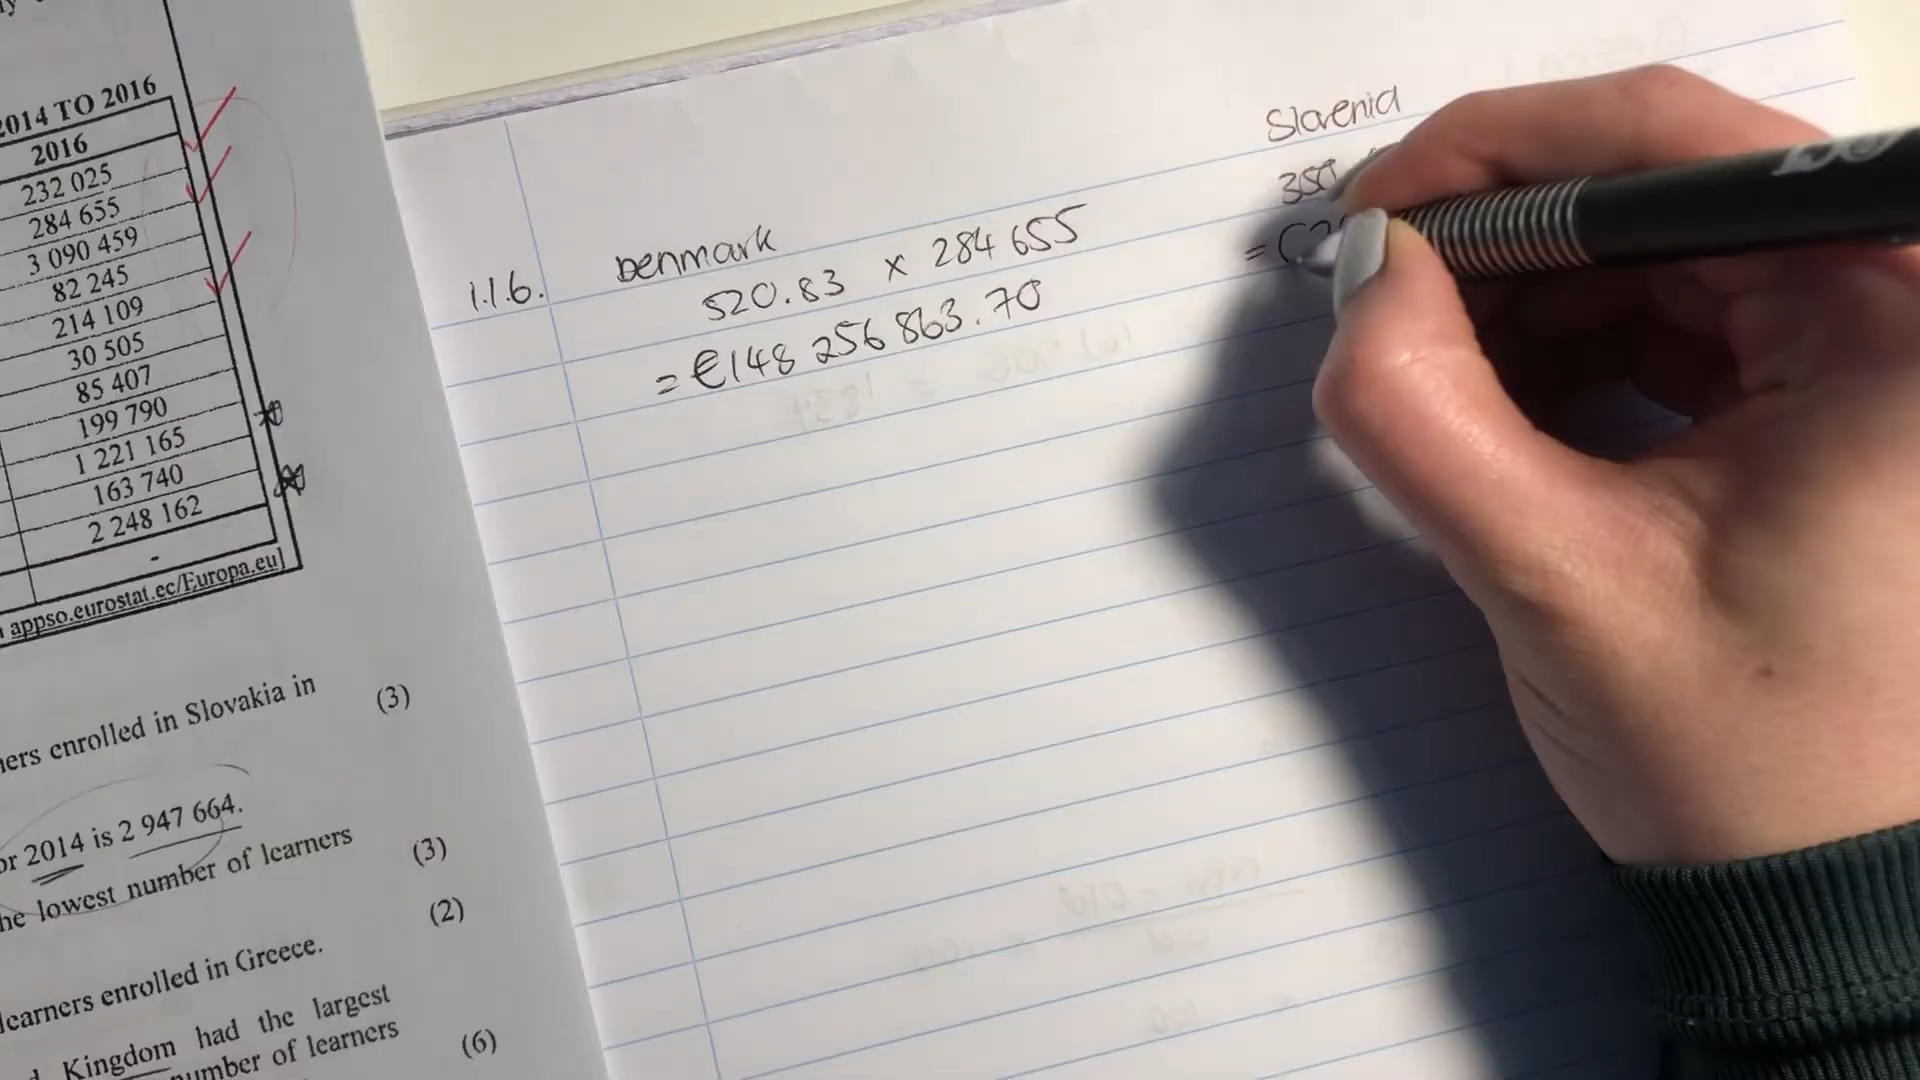 2014 TO 2016
2016
232 025
284 655
3 090 459
82 245
214 109
30 505
85 407
199 790
1 221 165
163 740
2 248 162
-
appso.eurostat.ec/Europa.eu]
enrolled in Slovakia in (3)
2014 is 2 947 664.
lowest number of learners (3)
(2)
learners enrolled in Greece.
Kingdom had the largest
number of learners (6)
1.1.6. Denmark
520.83 x 284 655
= €148 256 863.70
Slovenia
=